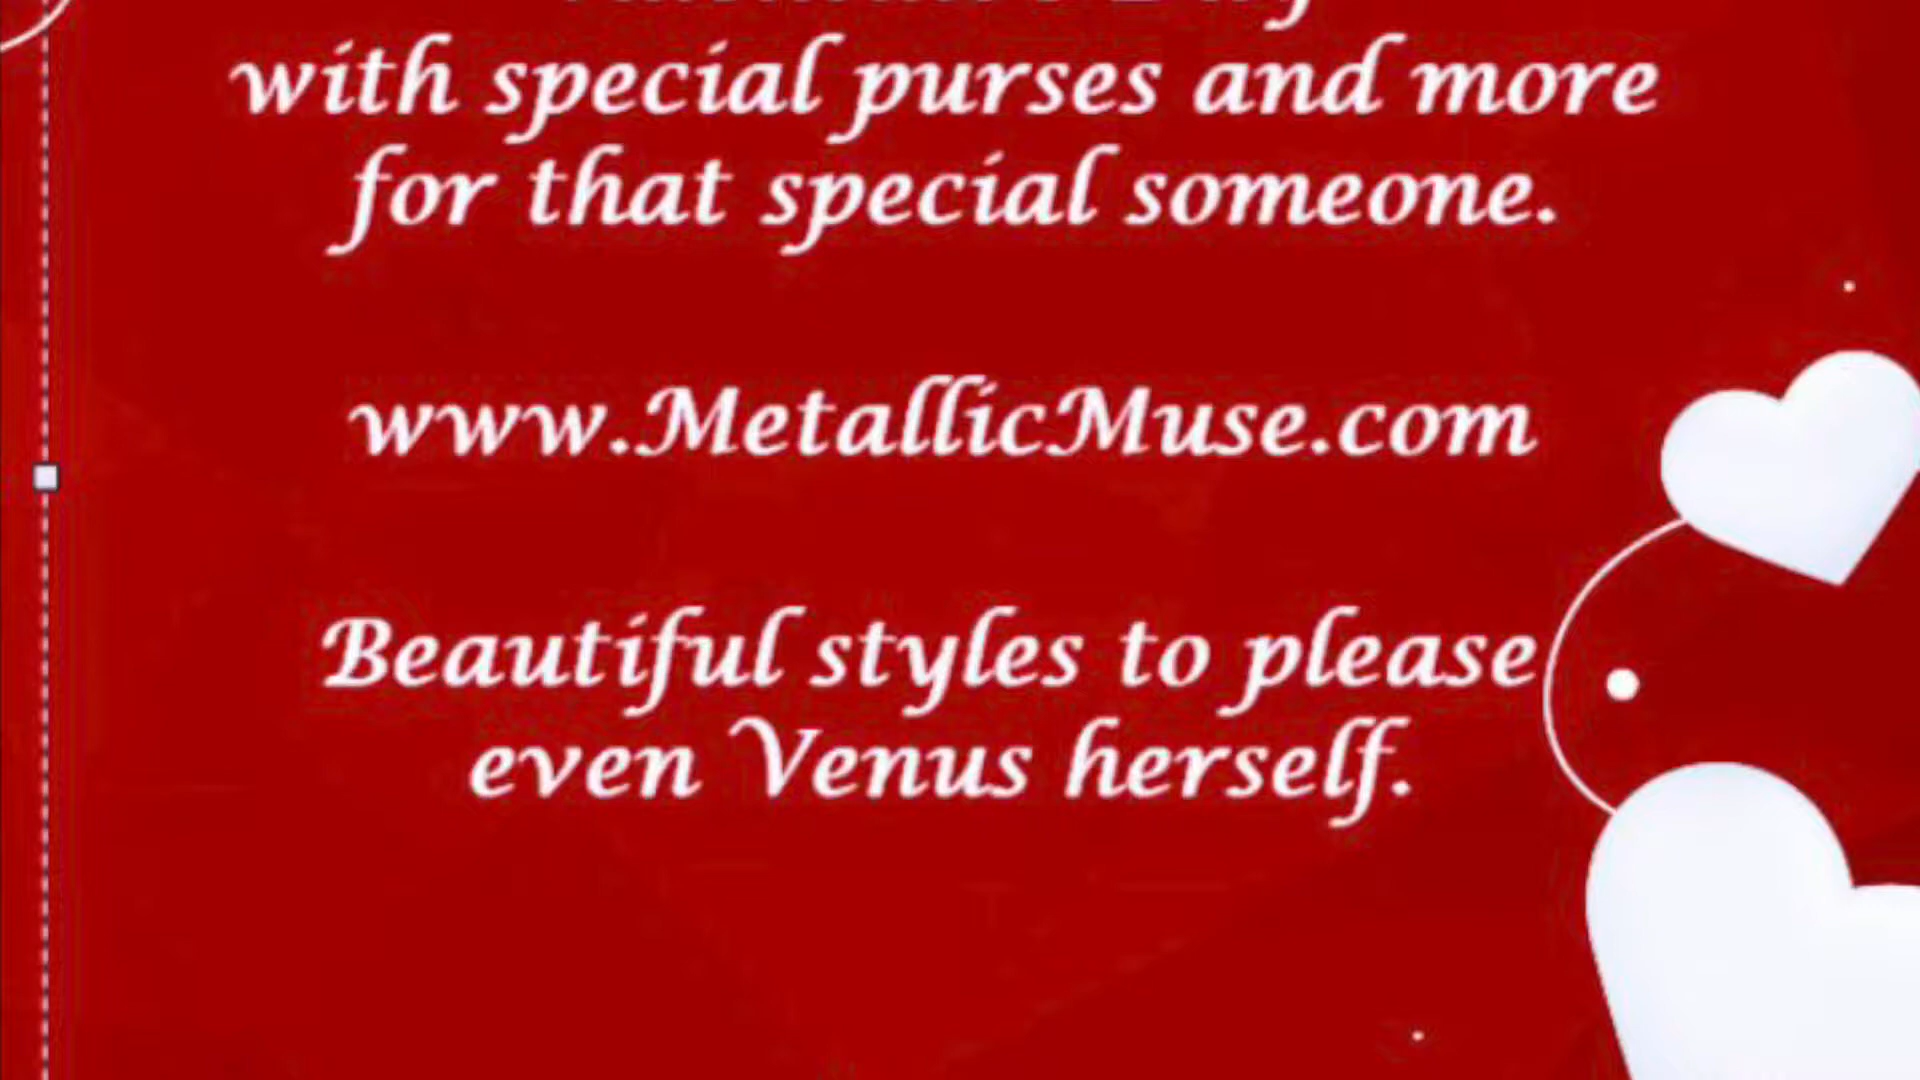 with special purses and more
for that special someone.
www.MetallicMuse.com
Beautiful styles to please
even Venus herself.